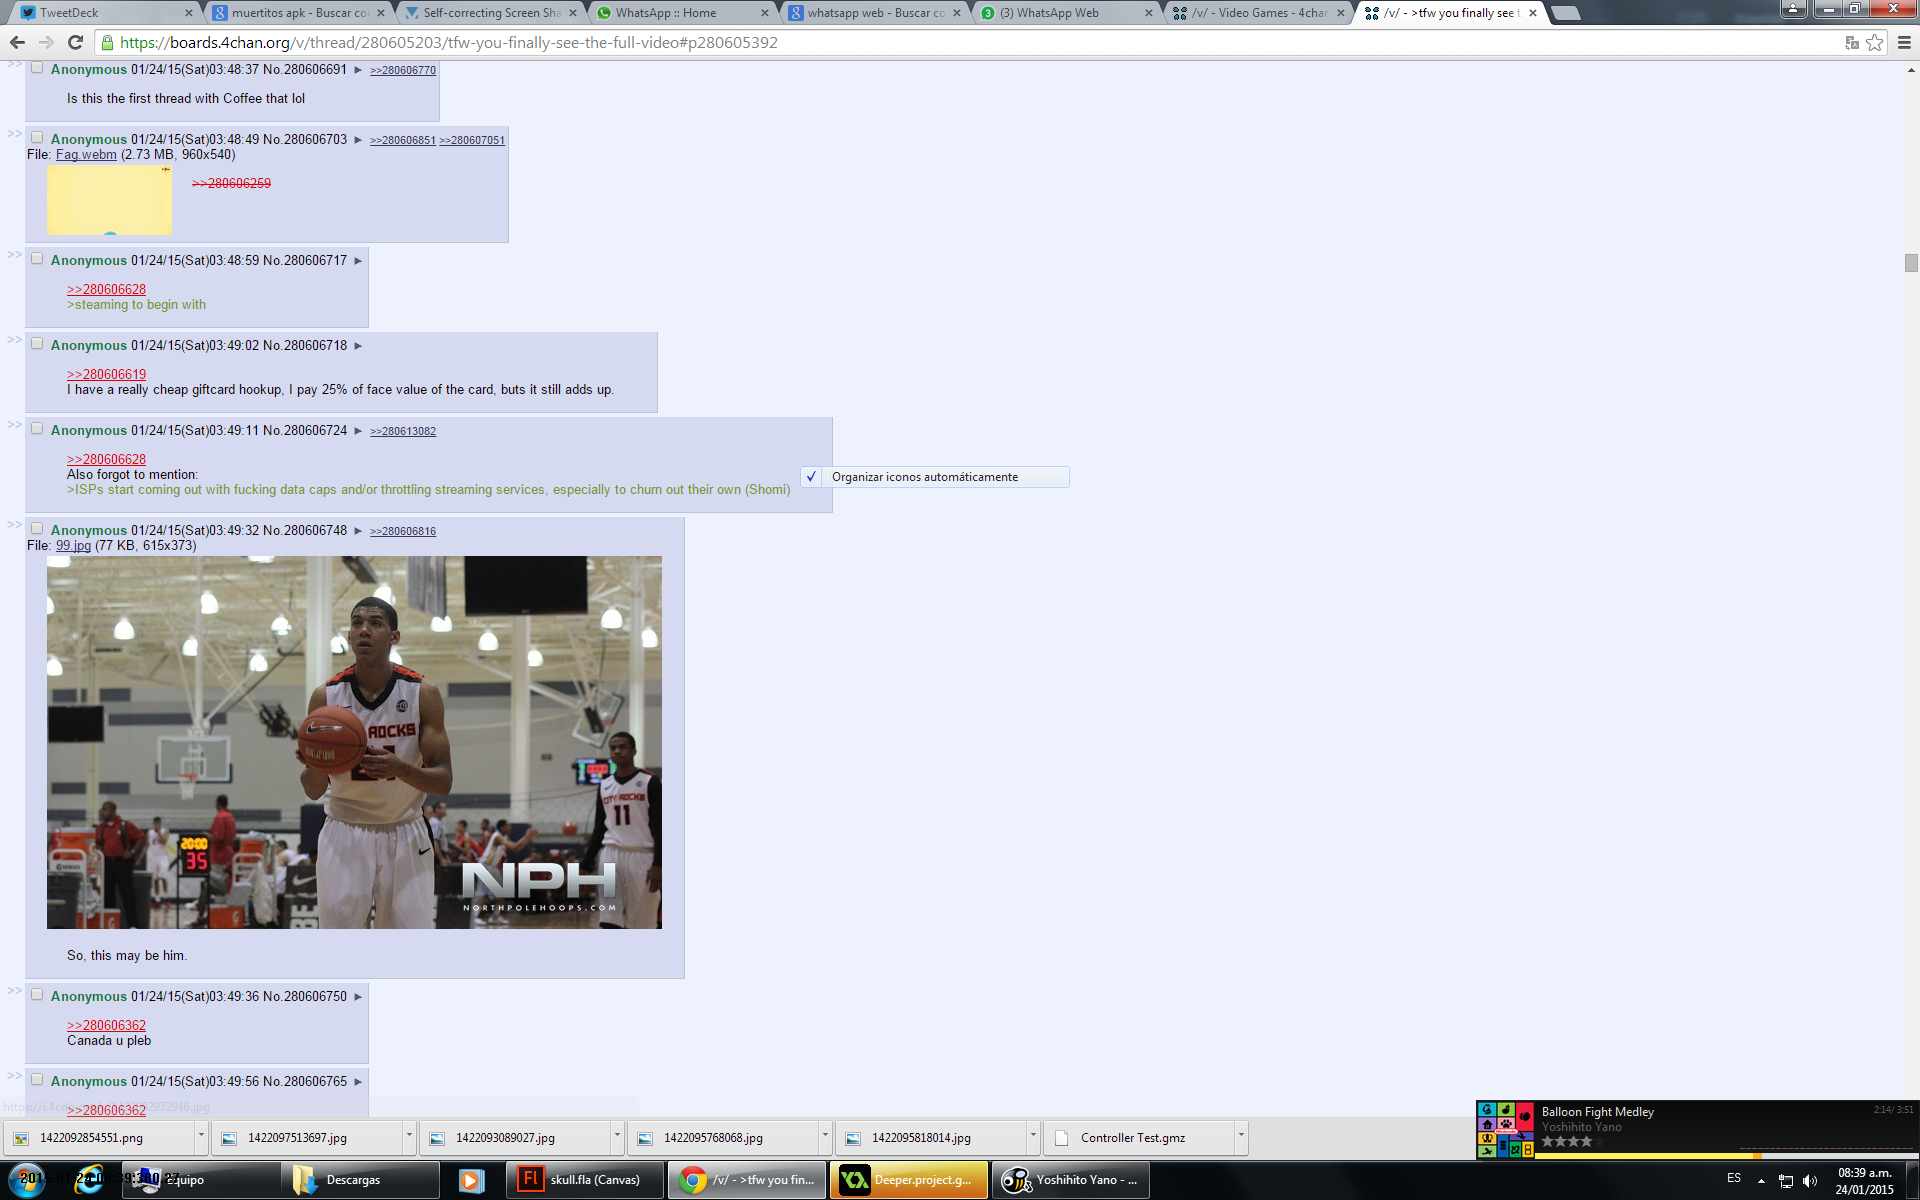 TweetDeck
muertitos apk - Buscar co
Self-correcting Screen Sha
WhatsApp :: Home
whatsapp web - Buscar co
(3) WhatsApp Web
/v/ - Video Games - 4chan
/v/ - >tfw you finally see t
https://boards.4chan.org/v/thread/280605203/tfw-you-finally-see-the-full-video#p280605392
>> Anonymous 01/24/15(Sat)03:48:37 No.280606691 ▶ >>280606770
Is this the first thread with Coffee that lol
>> Anonymous 01/24/15(Sat)03:48:49 No.280606703 ▶ >>280606851 >>280607051
File: Fag.webm (2.73 MB, 960x540)
>>280606259
>> Anonymous 01/24/15(Sat)03:48:59 No.280606717 ▶
>>280606628
>steaming to begin with
>> Anonymous 01/24/15(Sat)03:49:02 No.280606718 ▶
>>280606619
I have a really cheap giftcard hookup, I pay 25% of face value of the card, buts it still adds up.
>> Anonymous 01/24/15(Sat)03:49:11 No.280606724 ▶ >>280613082
>>280606628
Also forgot to mention:
>ISPs start coming out with fucking data caps and/or throttling streaming services, especially to churn out their own (Shomi)
✓ Organizar iconos automáticamente
>> Anonymous 01/24/15(Sat)03:49:32 No.280606748 ▶ >>280606816
File: 99.jpg (77 KB, 615x373)
ROCKS
CITY ROCKS
11
20:00
35
NPH
NORTHPOLEHOOPS.COM
So, this may be him.
>> Anonymous 01/24/15(Sat)03:49:36 No.280606750 ▶
>>280606362
Canada u pleb
>> Anonymous 01/24/15(Sat)03:49:56 No.280606765 ▶
>>280606362
1422092854551.png
1422097513697.jpg
1422093089027.jpg
1422095768068.jpg
1422095818014.jpg
Controller Test.gmz
Balloon Fight Medley
2:14/ 3:51
Yoshihito Yano
Equipo
Descargas
skull.fla (Canvas)
/v/ - >tfw you fin...
Deeper.project.g...
Yoshihito Yano - ...
ES
08:39 a.m.
24/01/2015